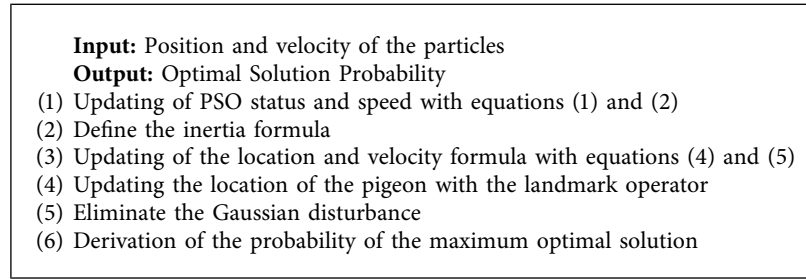 Input: Position and velocity of the particles
Output: Optimal Solution Probability
(1) Updating of PSO status and speed with equations (1) and (2)
(2) Define the inertia formula
(3) Updating of the location and velocity formula with equations (4) and (5)
(4) Updating the location of the pigeon with the landmark operator
(5) Eliminate the Gaussian disturbance
(6) Derivation of the probability of the maximum optimal solution